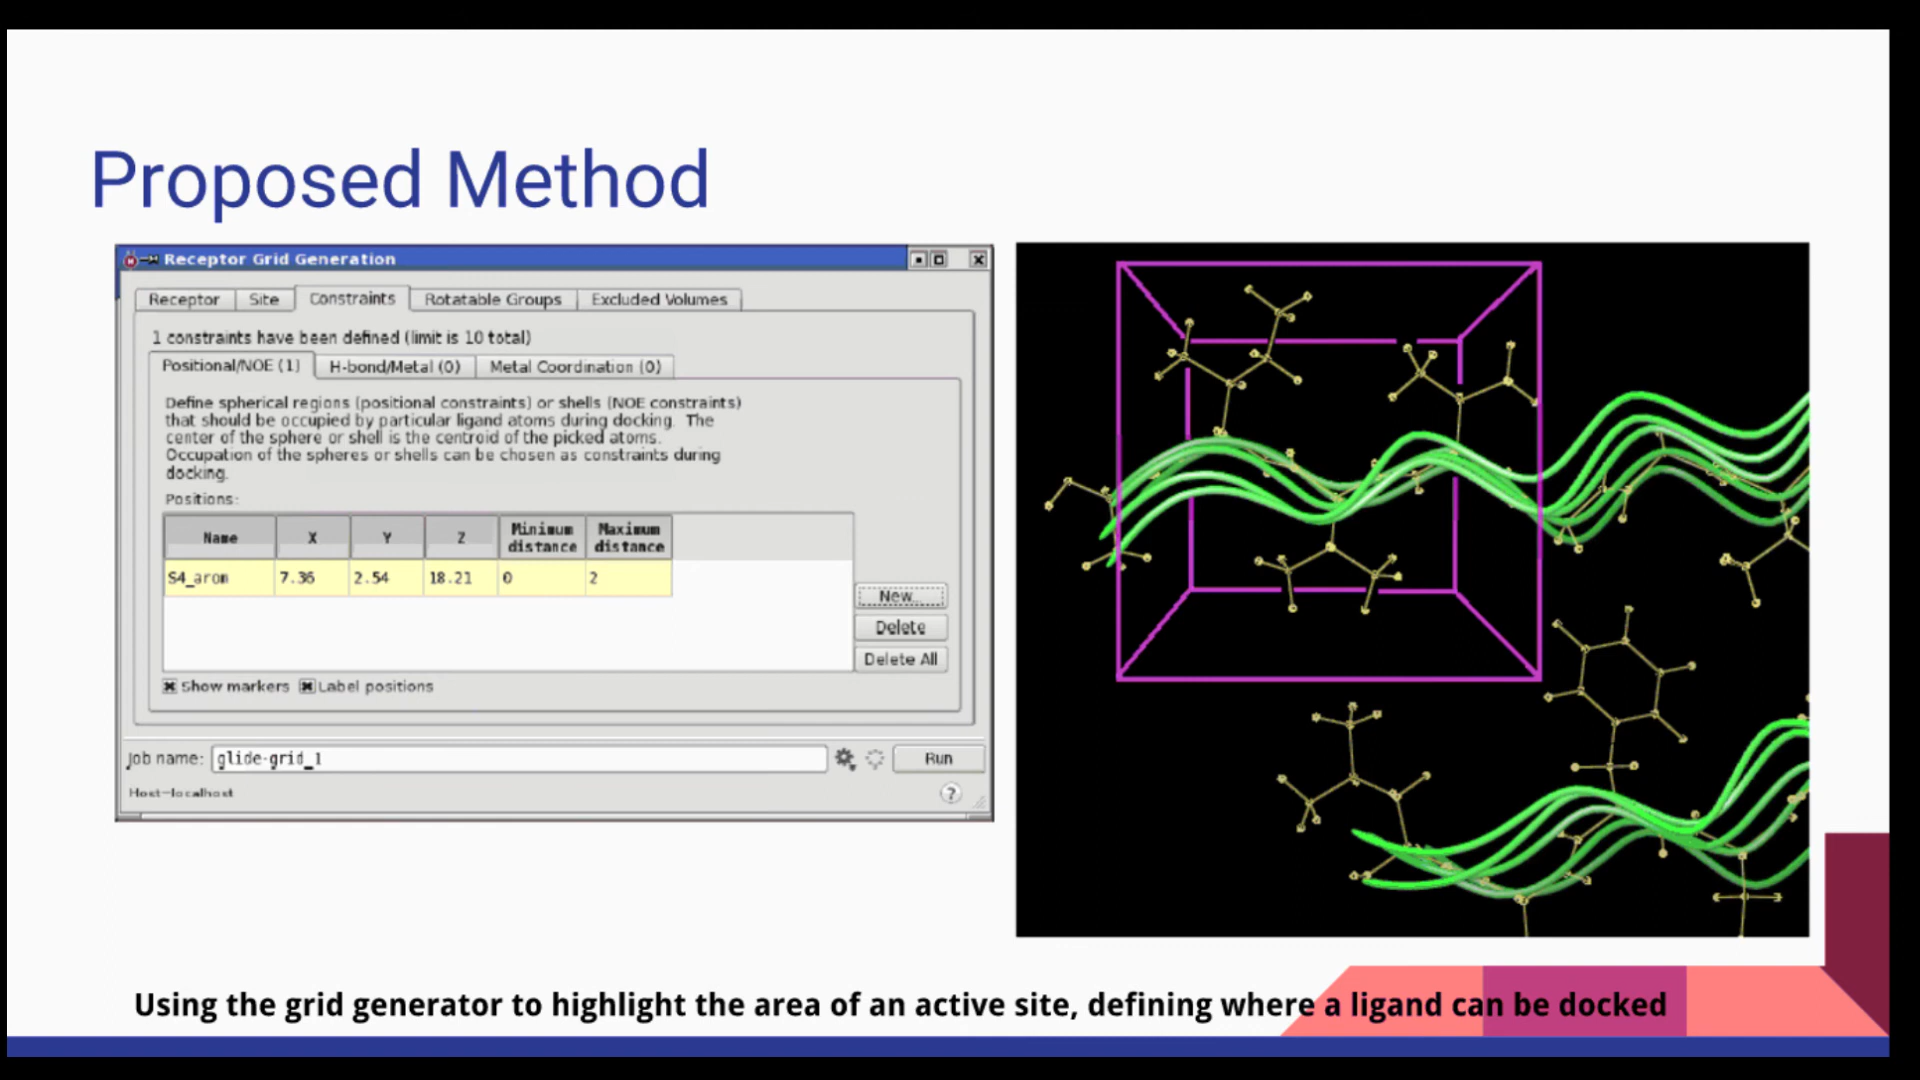 Proposed Method
Receptor Grid Generation
Receptor Site Constraints Rotatable Groups Excluded Volumes
1 constraints have been defined (limit is 10 total)
Positional/NOE (1) H-bond/Metal (0) Metal Coordination (0)
Define spherical regions (positional constraints) or shells (NOE constraints)
that should be occupied by particular ligand atoms during docking. The
center of the sphere or shell is the centroid of the picked atoms.
Occupation of the spheres or shells can be chosen as constraints during
docking.
Positions:
Name X Y Z Minimum distance Maximum distance
S4_arom 7.36 2.54 18.21 0 2
New...
Delete
Delete All
Show markers Label positions
Job name: glide-grid_1 Run
Host=localhost ?
Using the grid generator to highlight the area of an active site, defining where a ligand can be docked